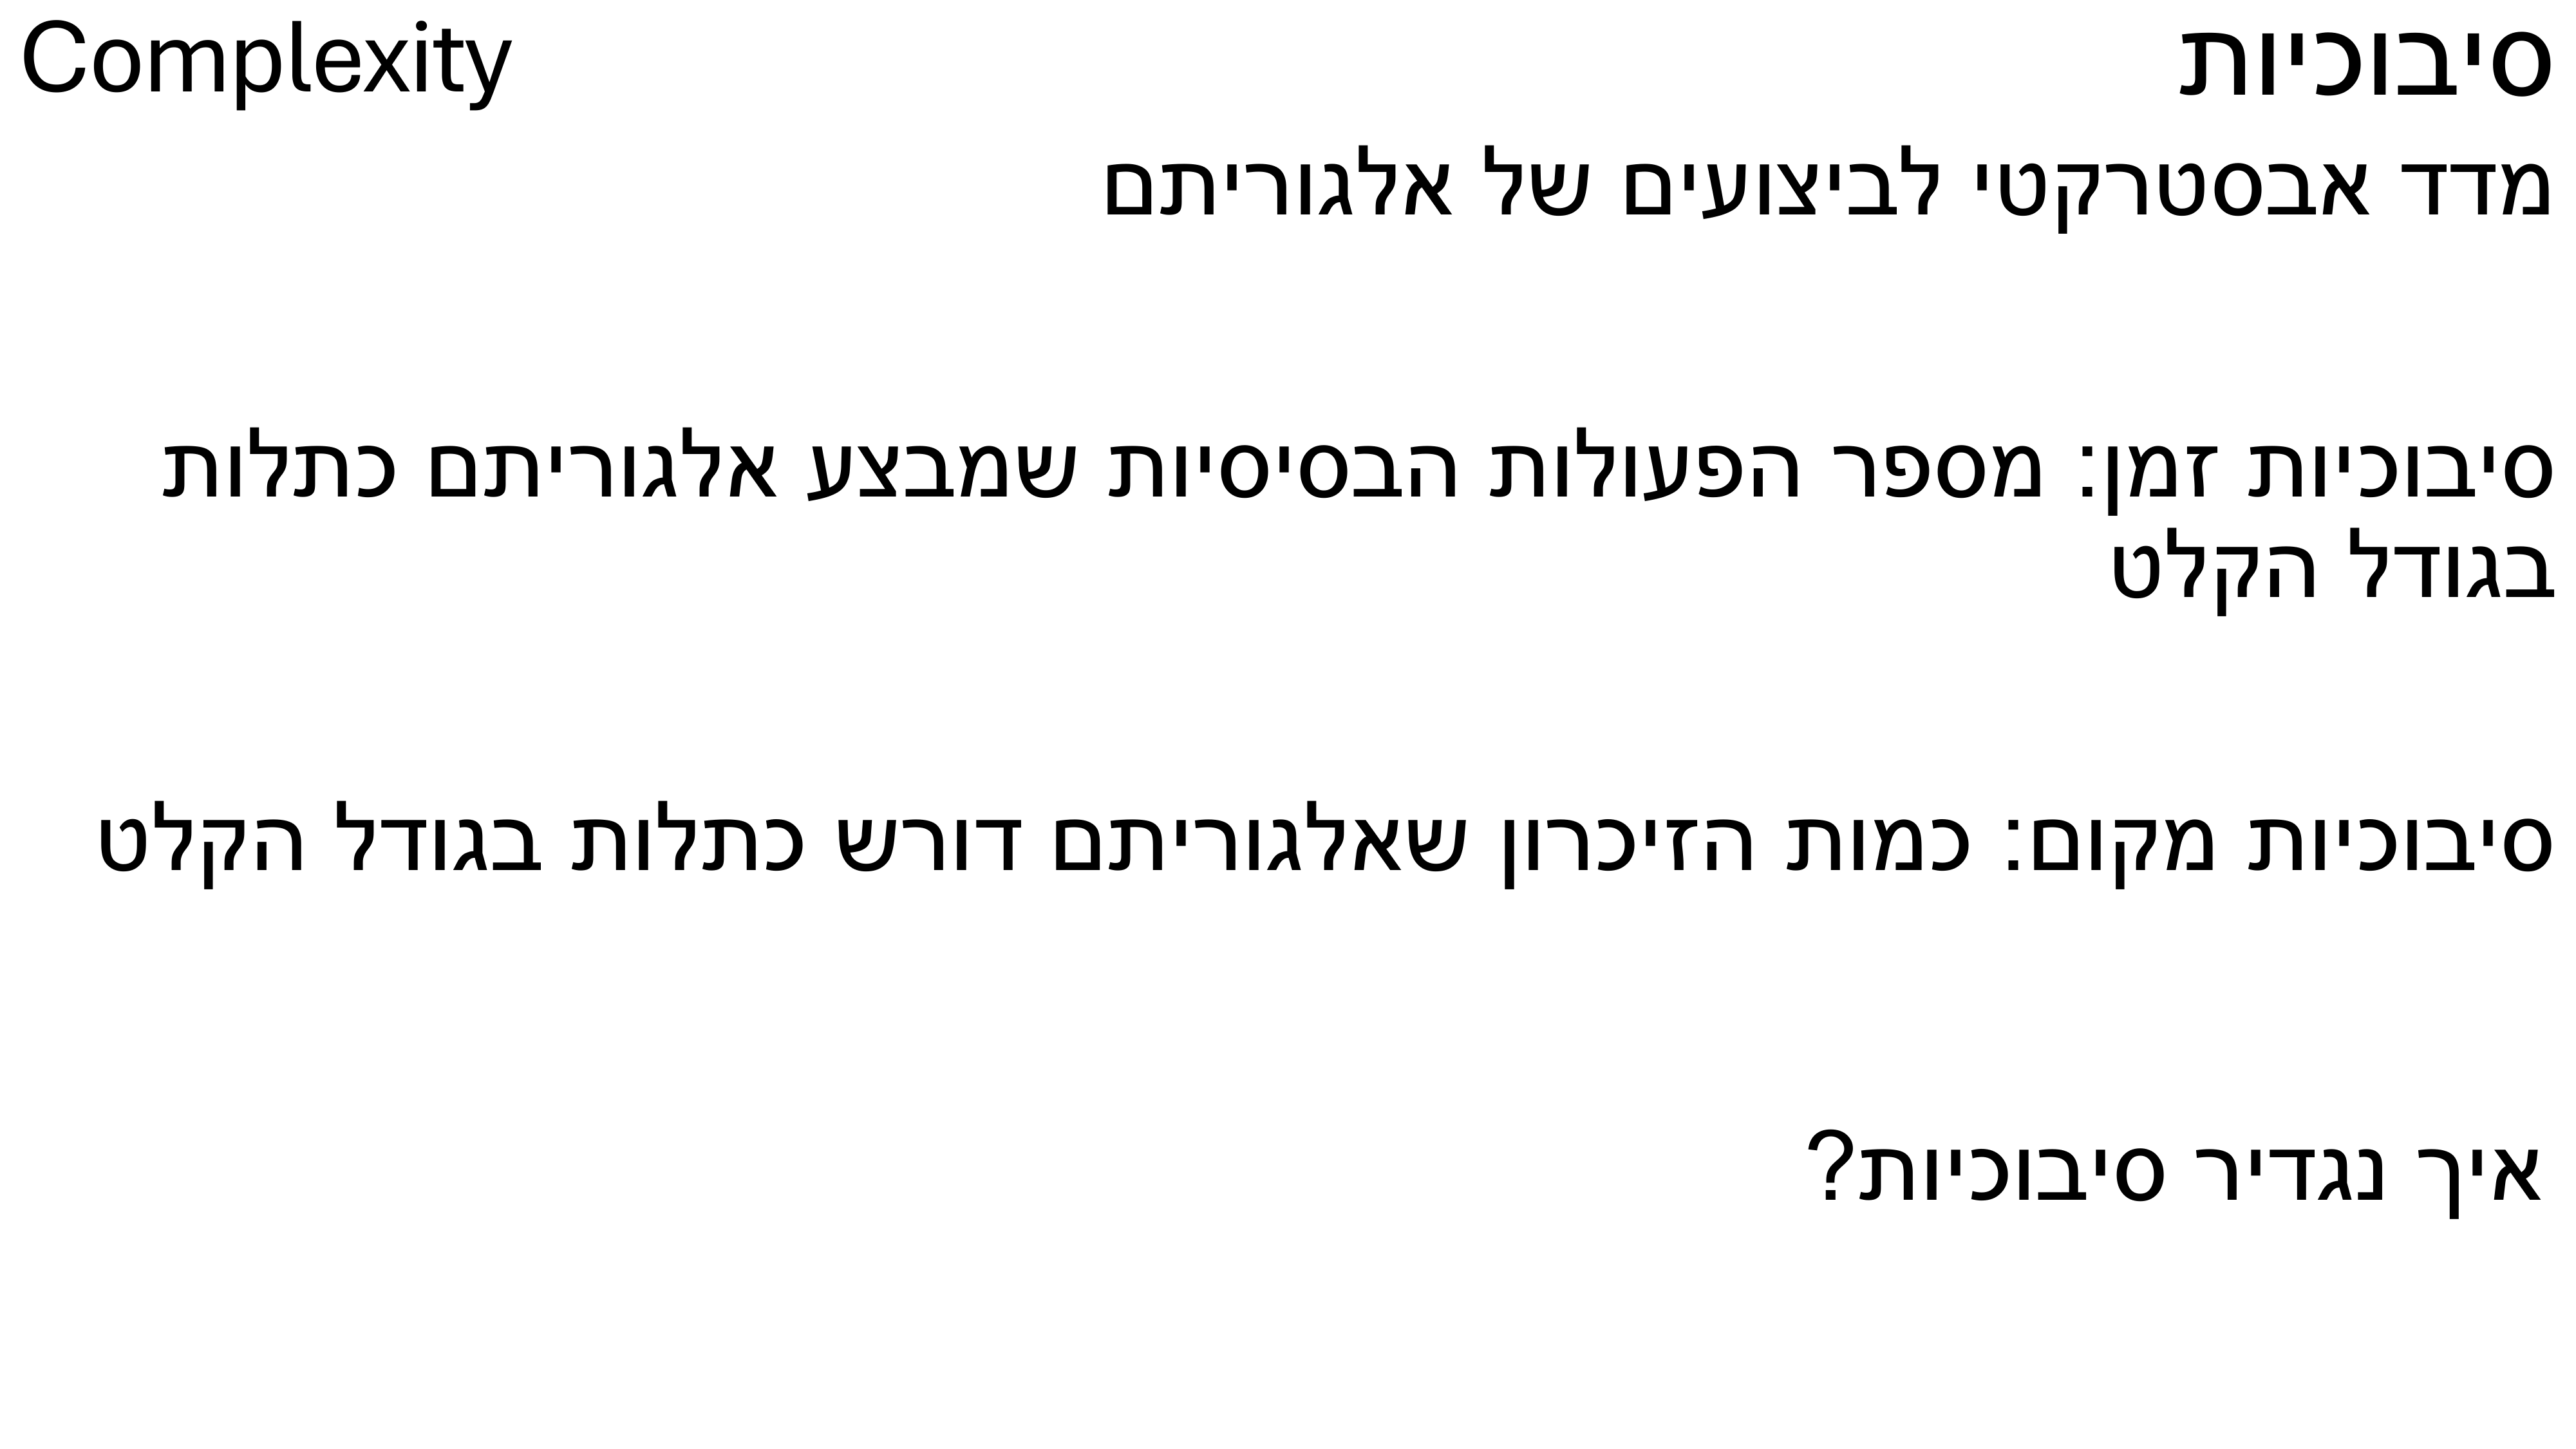 סיבוכיות
Complexity
מדד אבסטרקטי לביצועים של אלגוריתם
סיבוכיות זמן: מספר הפעולות הבסיסיות שמבצע אלגוריתם כתלות
בגודל הקלט
סיבוכיות מקום: כמות הזיכרון שאלגוריתם דורש כתלות בגודל הקלט
איך נגדיר סיבוכיות?